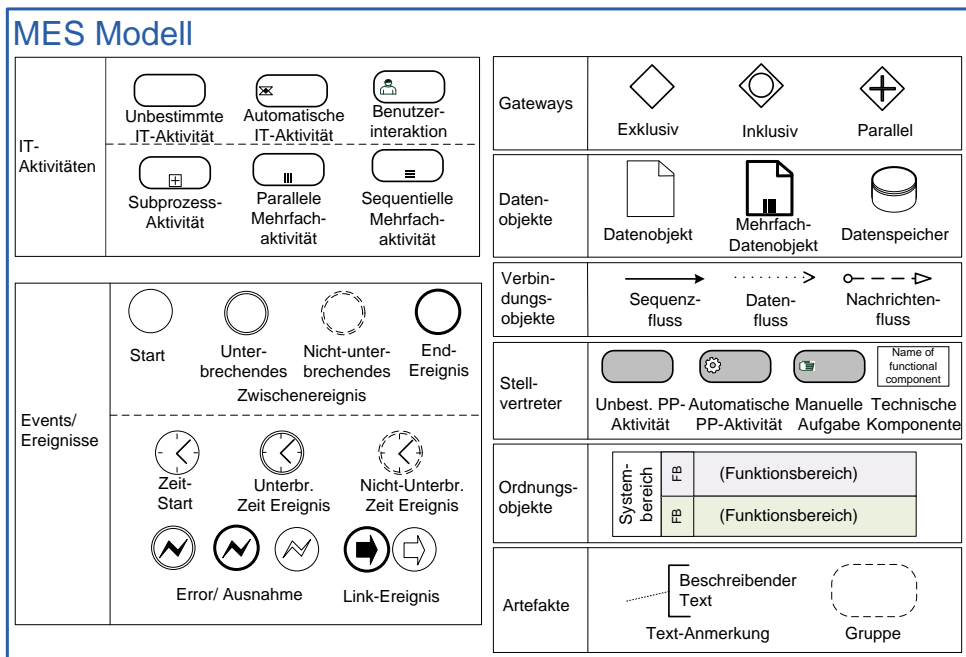 MES Modell
IT-
Aktivitäten
Unbestimmte
IT-Aktivität
Automatische
IT-Aktivität
Benutzer-
interaktion
Subprozess-
Aktivität
Parallele
Mehrfach-
aktivität
Sequentielle
Mehrfach-
aktivität
Events/
Ereignisse
Start
Unter-
brechendes
Nicht-unter-
brechendes
End-
Ereignis
Zwischenereignis
Zeit-
Start
Unterbr.
Zeit Ereignis
Nicht-Unterbr.
Zeit Ereignis
Error/ Ausnahme
Link-Ereignis
Gateways
Exklusiv
Inklusiv
Parallel
Daten-
objekte
Datenobjekt
Mehrfach-
Datenobjekt
Datenspeicher
Verbin-
dungs-
objekte
Sequenz-
fluss
Daten-
fluss
Nachrichten-
fluss
Stell-
vertreter
Unbest. PP-
Aktivität
Automatische
PP-Aktivität
Manuelle
Aufgabe
Name of
functional
component
Technische
Komponente
Ordnungs-
objekte
System-
bereich
FB
(Funktionsbereich)
FB
(Funktionsbereich)
Artefakte
Beschreibender
Text
Text-Anmerkung
Gruppe